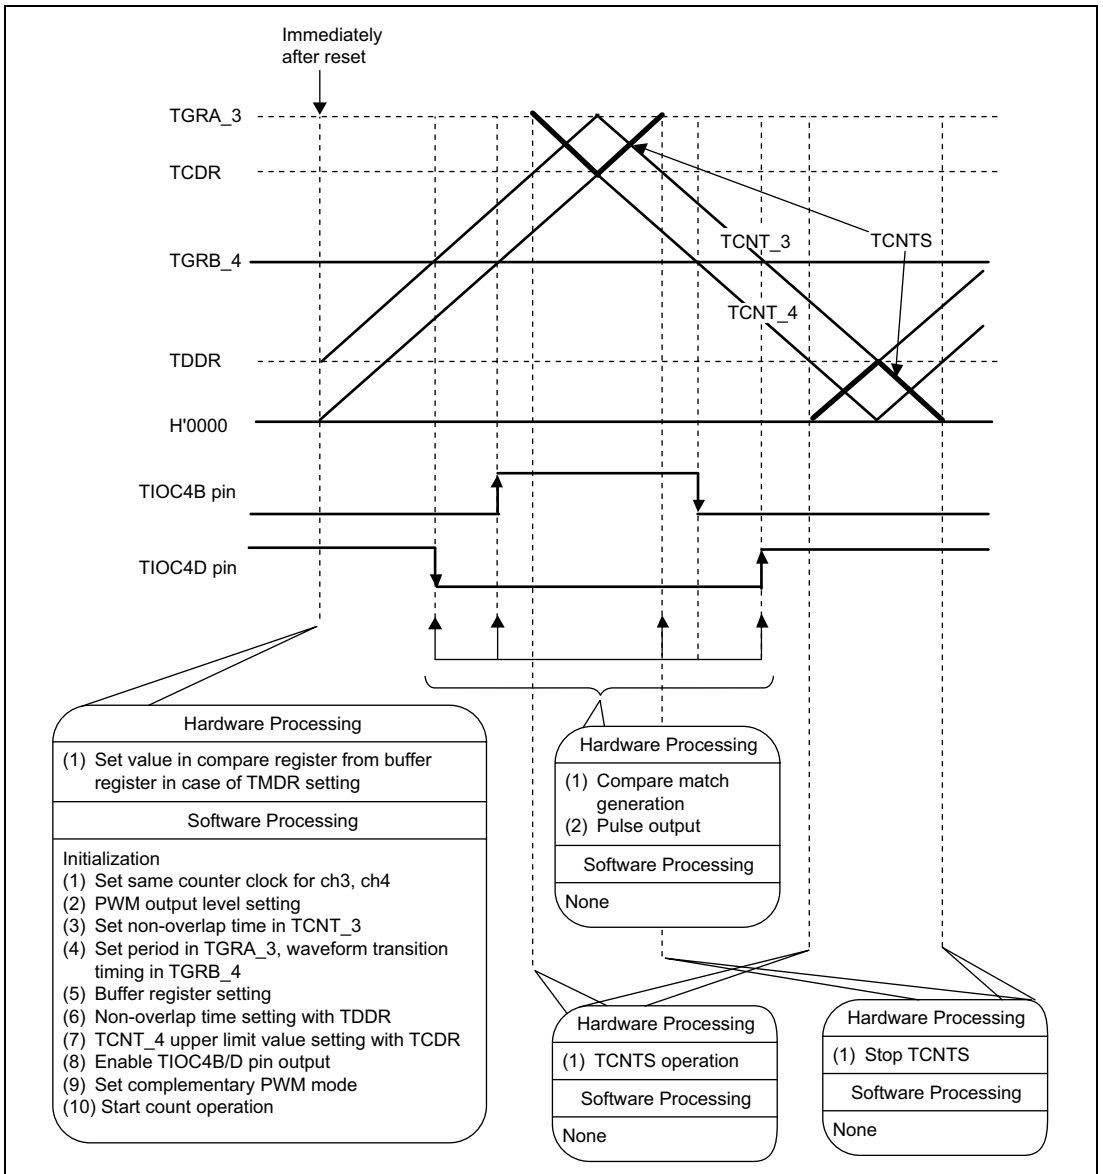 Immediately
after reset
TGRA_3
TCDR
TCNT_3
TCNTS
TGRB_4
TCNT_4
TDDR
H'0000
TIOC4B pin
TIOC4D pin
Hardware Processing
(1) Set value in compare register from buffer
register in case of TMDR setting
Software Processing
Initialization
(1) Set same counter clock for ch3, ch4
(2) PWM output level setting
(3) Set non-overlap time in TCNT_3
(4) Set period in TGRA_3, waveform transition
timing in TGRB_4
(5) Buffer register setting
(6) Non-overlap time setting with TDDR
(7) TCNT_4 upper limit value setting with TCDR
(8) Enable TIOC4B/D pin output
(9) Set complementary PWM mode
(10) Start count operation
Hardware Processing
(1) Compare match
generation
(2) Pulse output
Software Processing
None
Hardware Processing
(1) TCNTS operation
Software Processing
None
Hardware Processing
(1) Stop TCNTS
Software Processing
None